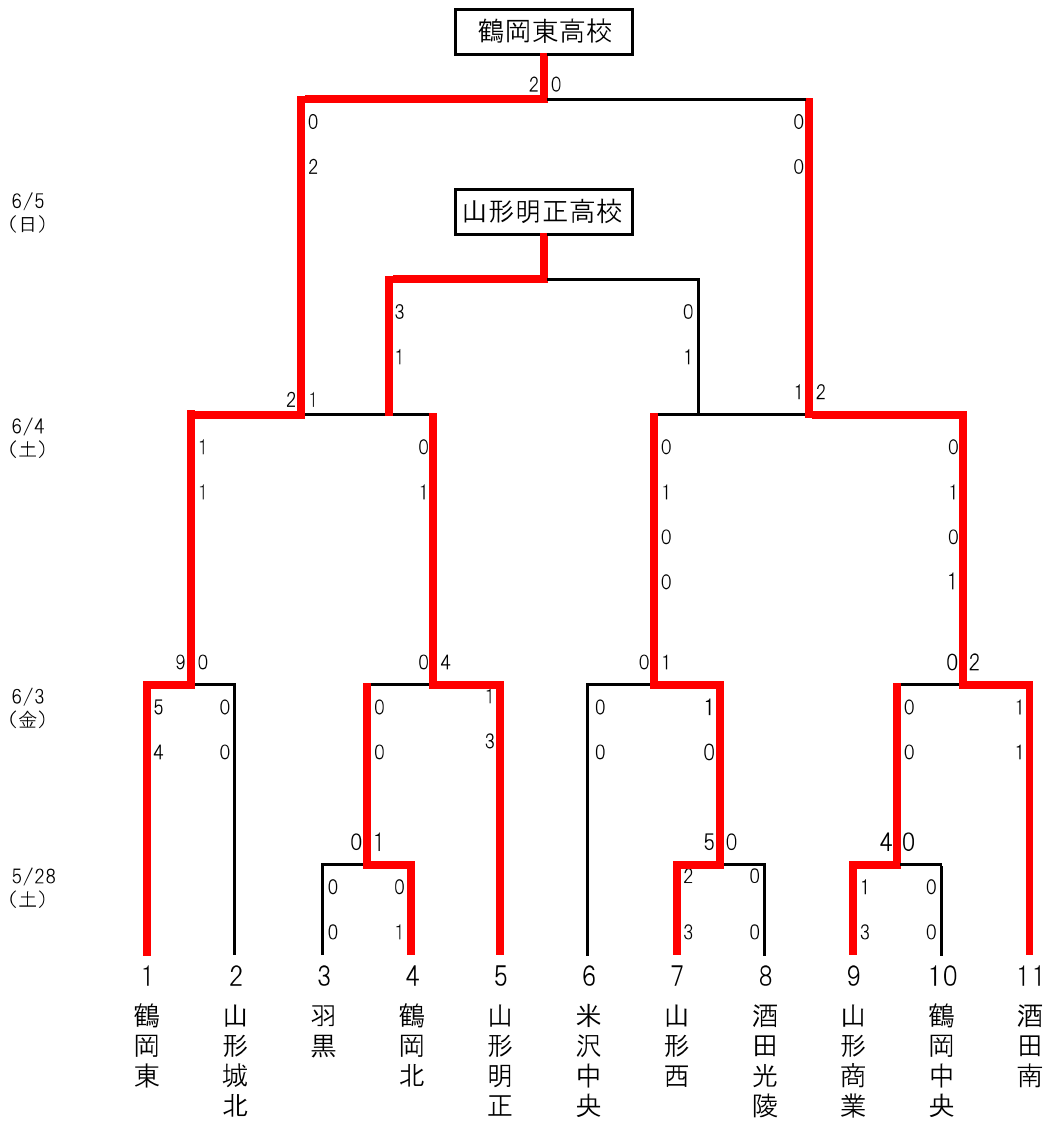 鶴岡東高校
2 0
0 0
2 0
6/5
(日)
山形明正高校
3 0
1 1
2 1 1 2
6/4
(土)
1 0 0 0
1 1 1 1
0 0
0 1
9 0 0 4 0 1 0 2
6/3
(金)
5 0 0 1 0 1 0 1
4 0 0 3 0 0 0 1
0 1 5 0 4 0
5/28
(土)
0 0 2 0 1 0
0 1 3 0 3 0
1 2 3 4 5 6 7 8 9 10 11
鶴岡東
山形城北
羽黒
鶴岡北
山形明正
米沢中央
山形西
酒田光陵
山形商業
鶴岡中央
酒田南